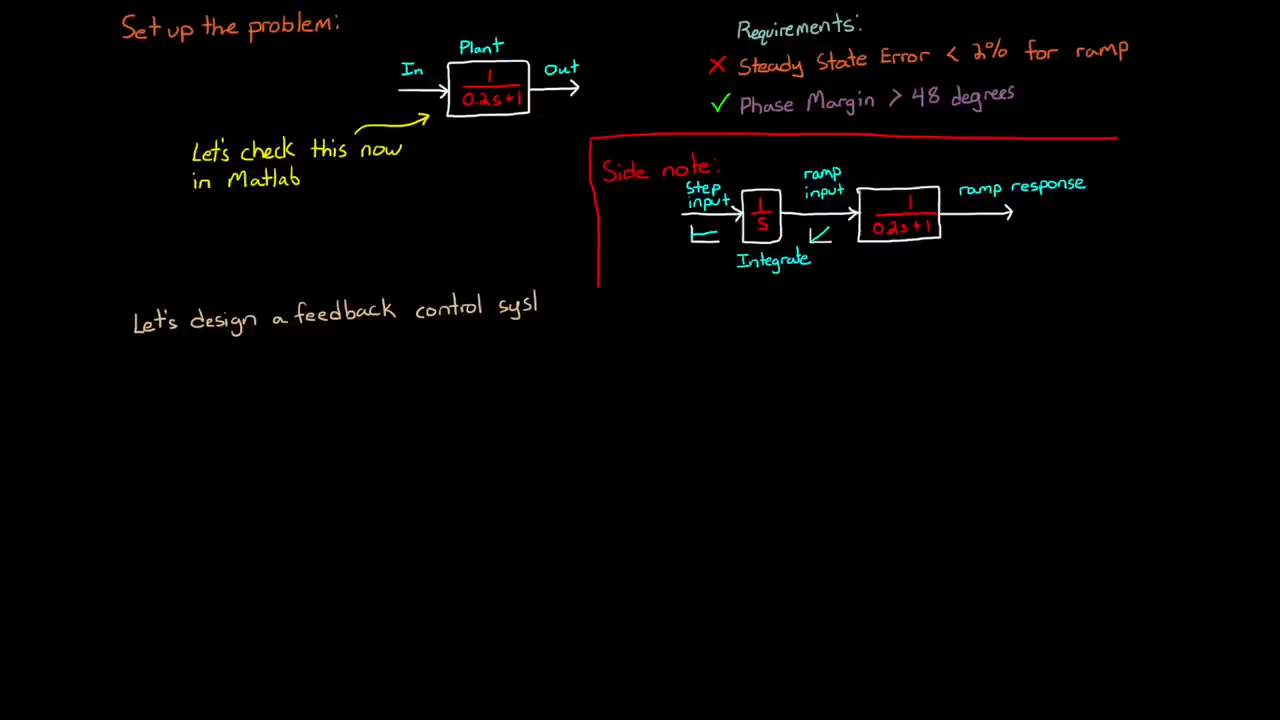 Set up the problem:
Plant
In
1
0.2s+1
Out
Let's check this now
in Matlab
Requirements:
✗ Steady State Error < 2% for ramp
✓ Phase Margin > 48 degrees
Side note:
step
input
1
s
Integrate
ramp
input
1
0.2s+1
ramp response
Let's design a feedback control sys